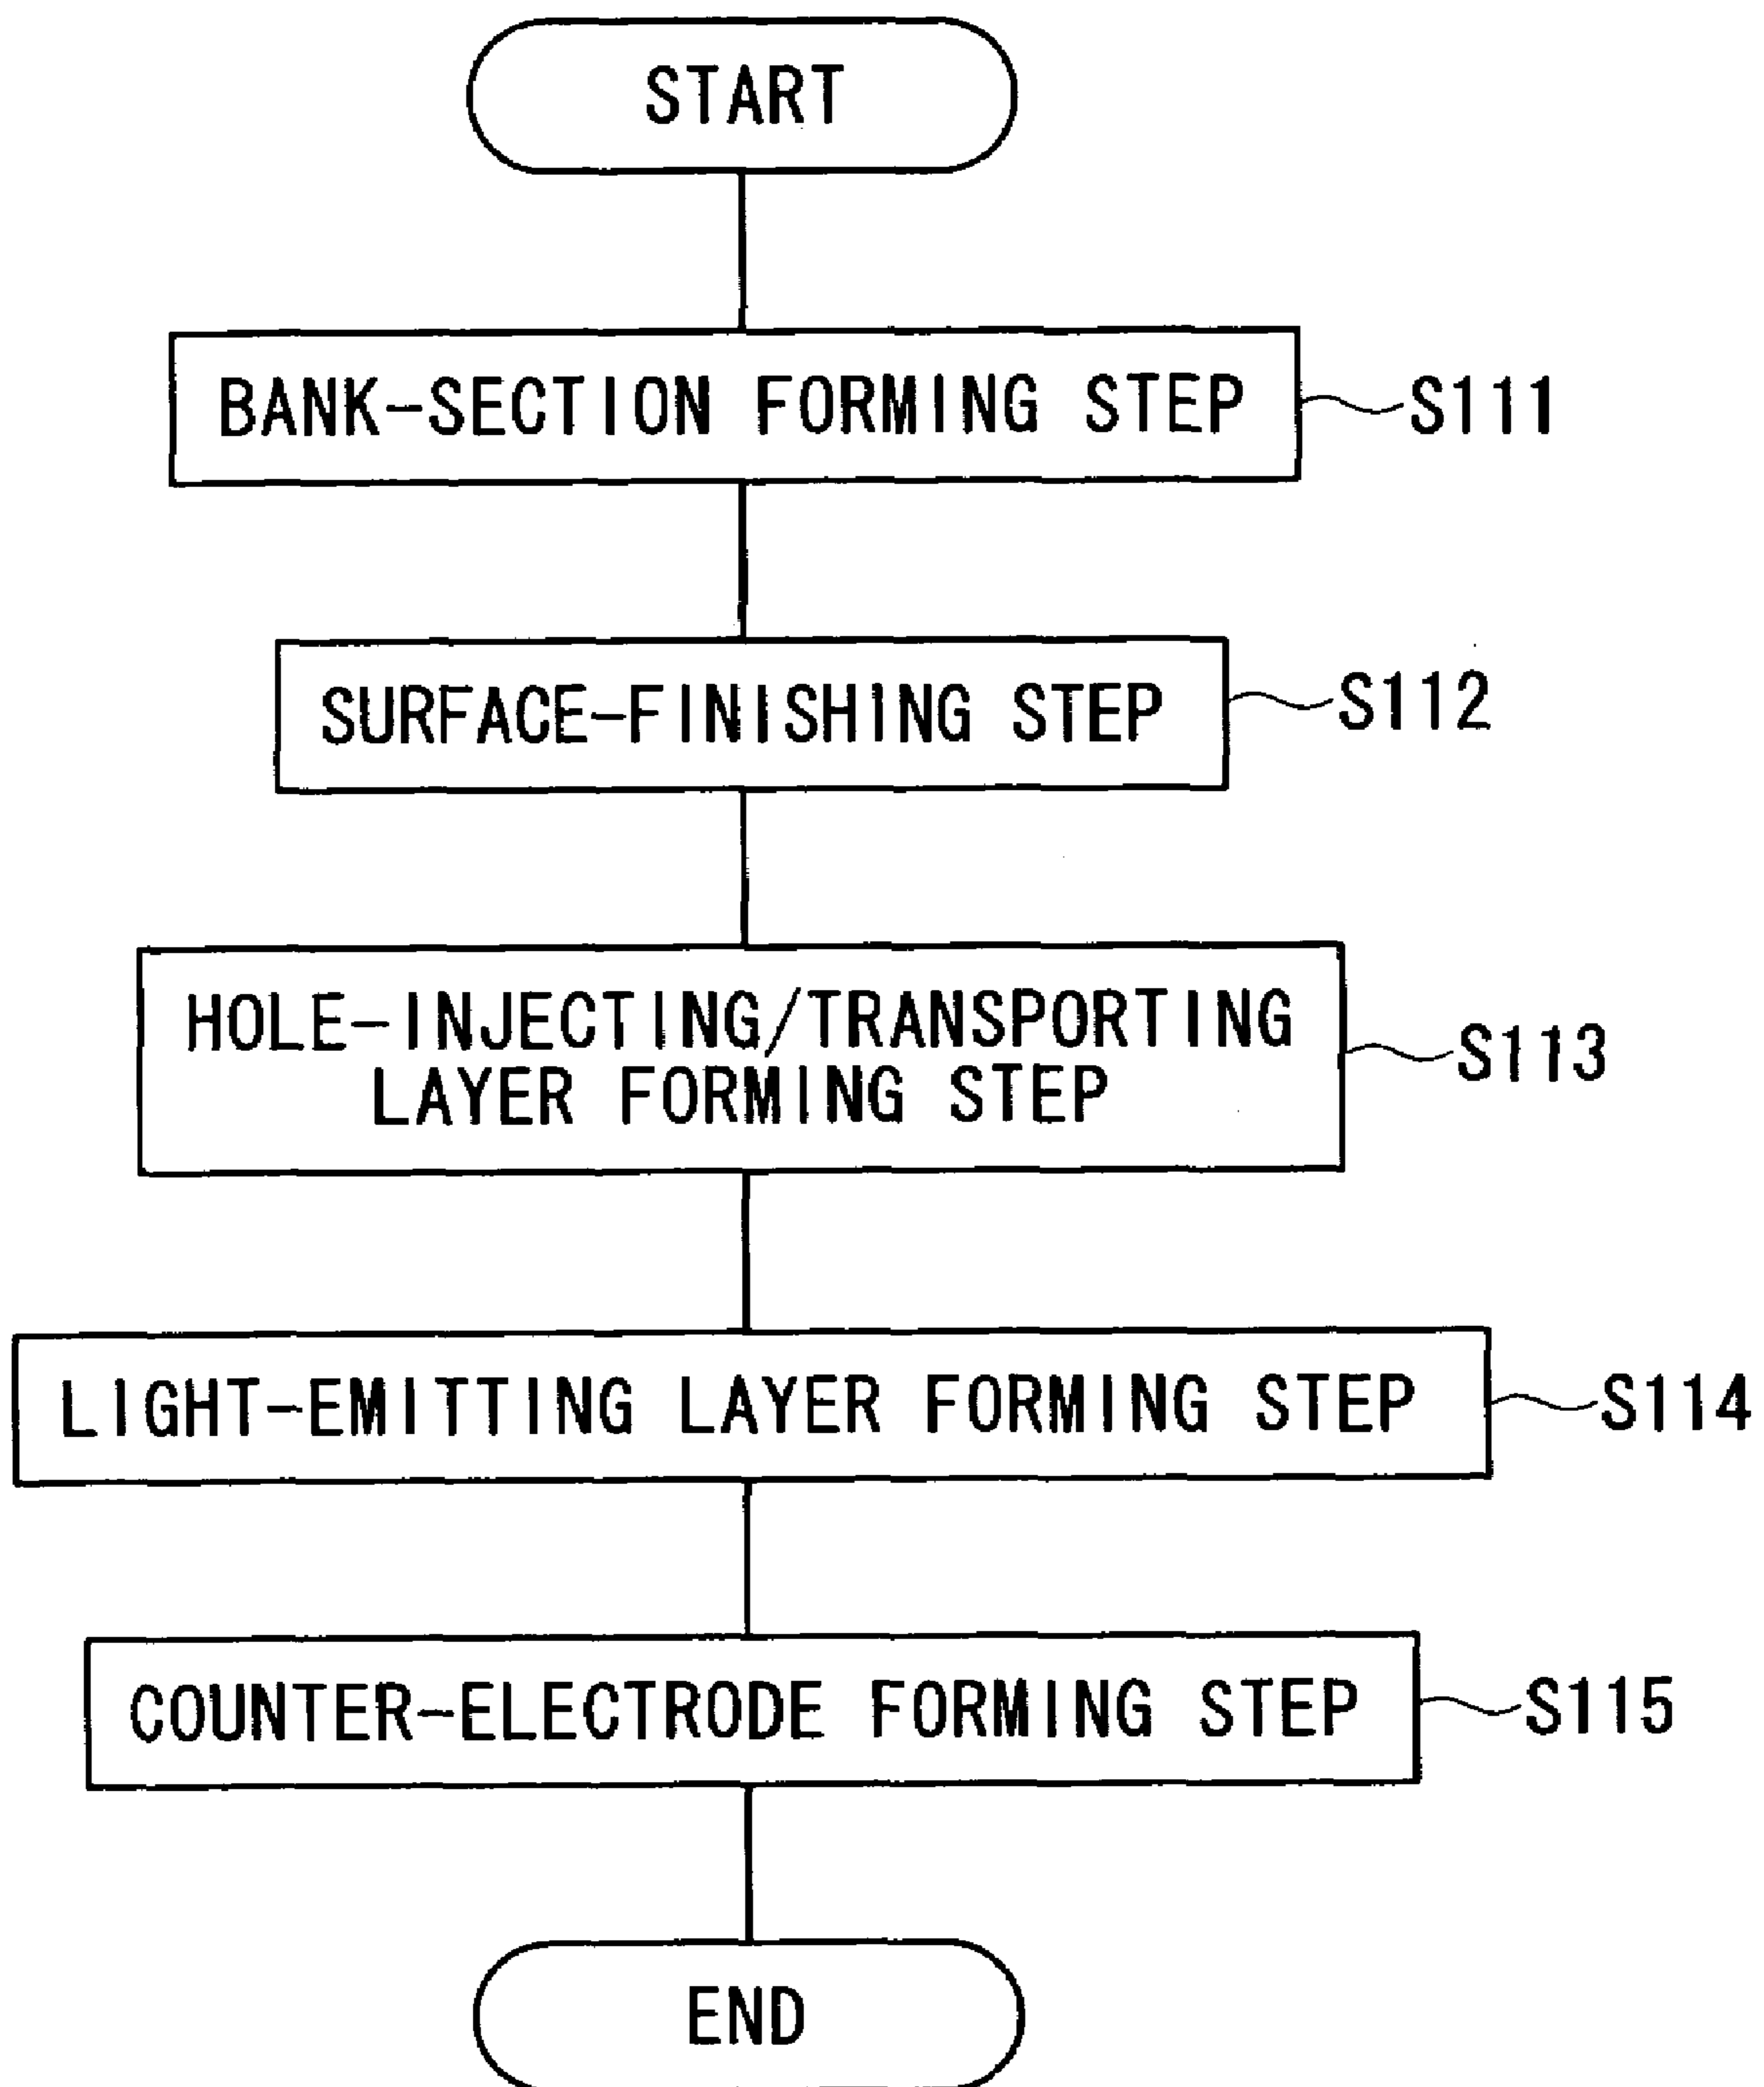 START
BANK-SECTION FORMING STEP
S111
SURFACE-FINISHING STEP
S112
HOLE-INJECTING/TRANSPORTING
LAYER FORMING STEP
S113
LIGHT-EMITTING LAYER FORMING STEP
S114
COUNTER-ELECTRODE FORMING STEP
S115
END